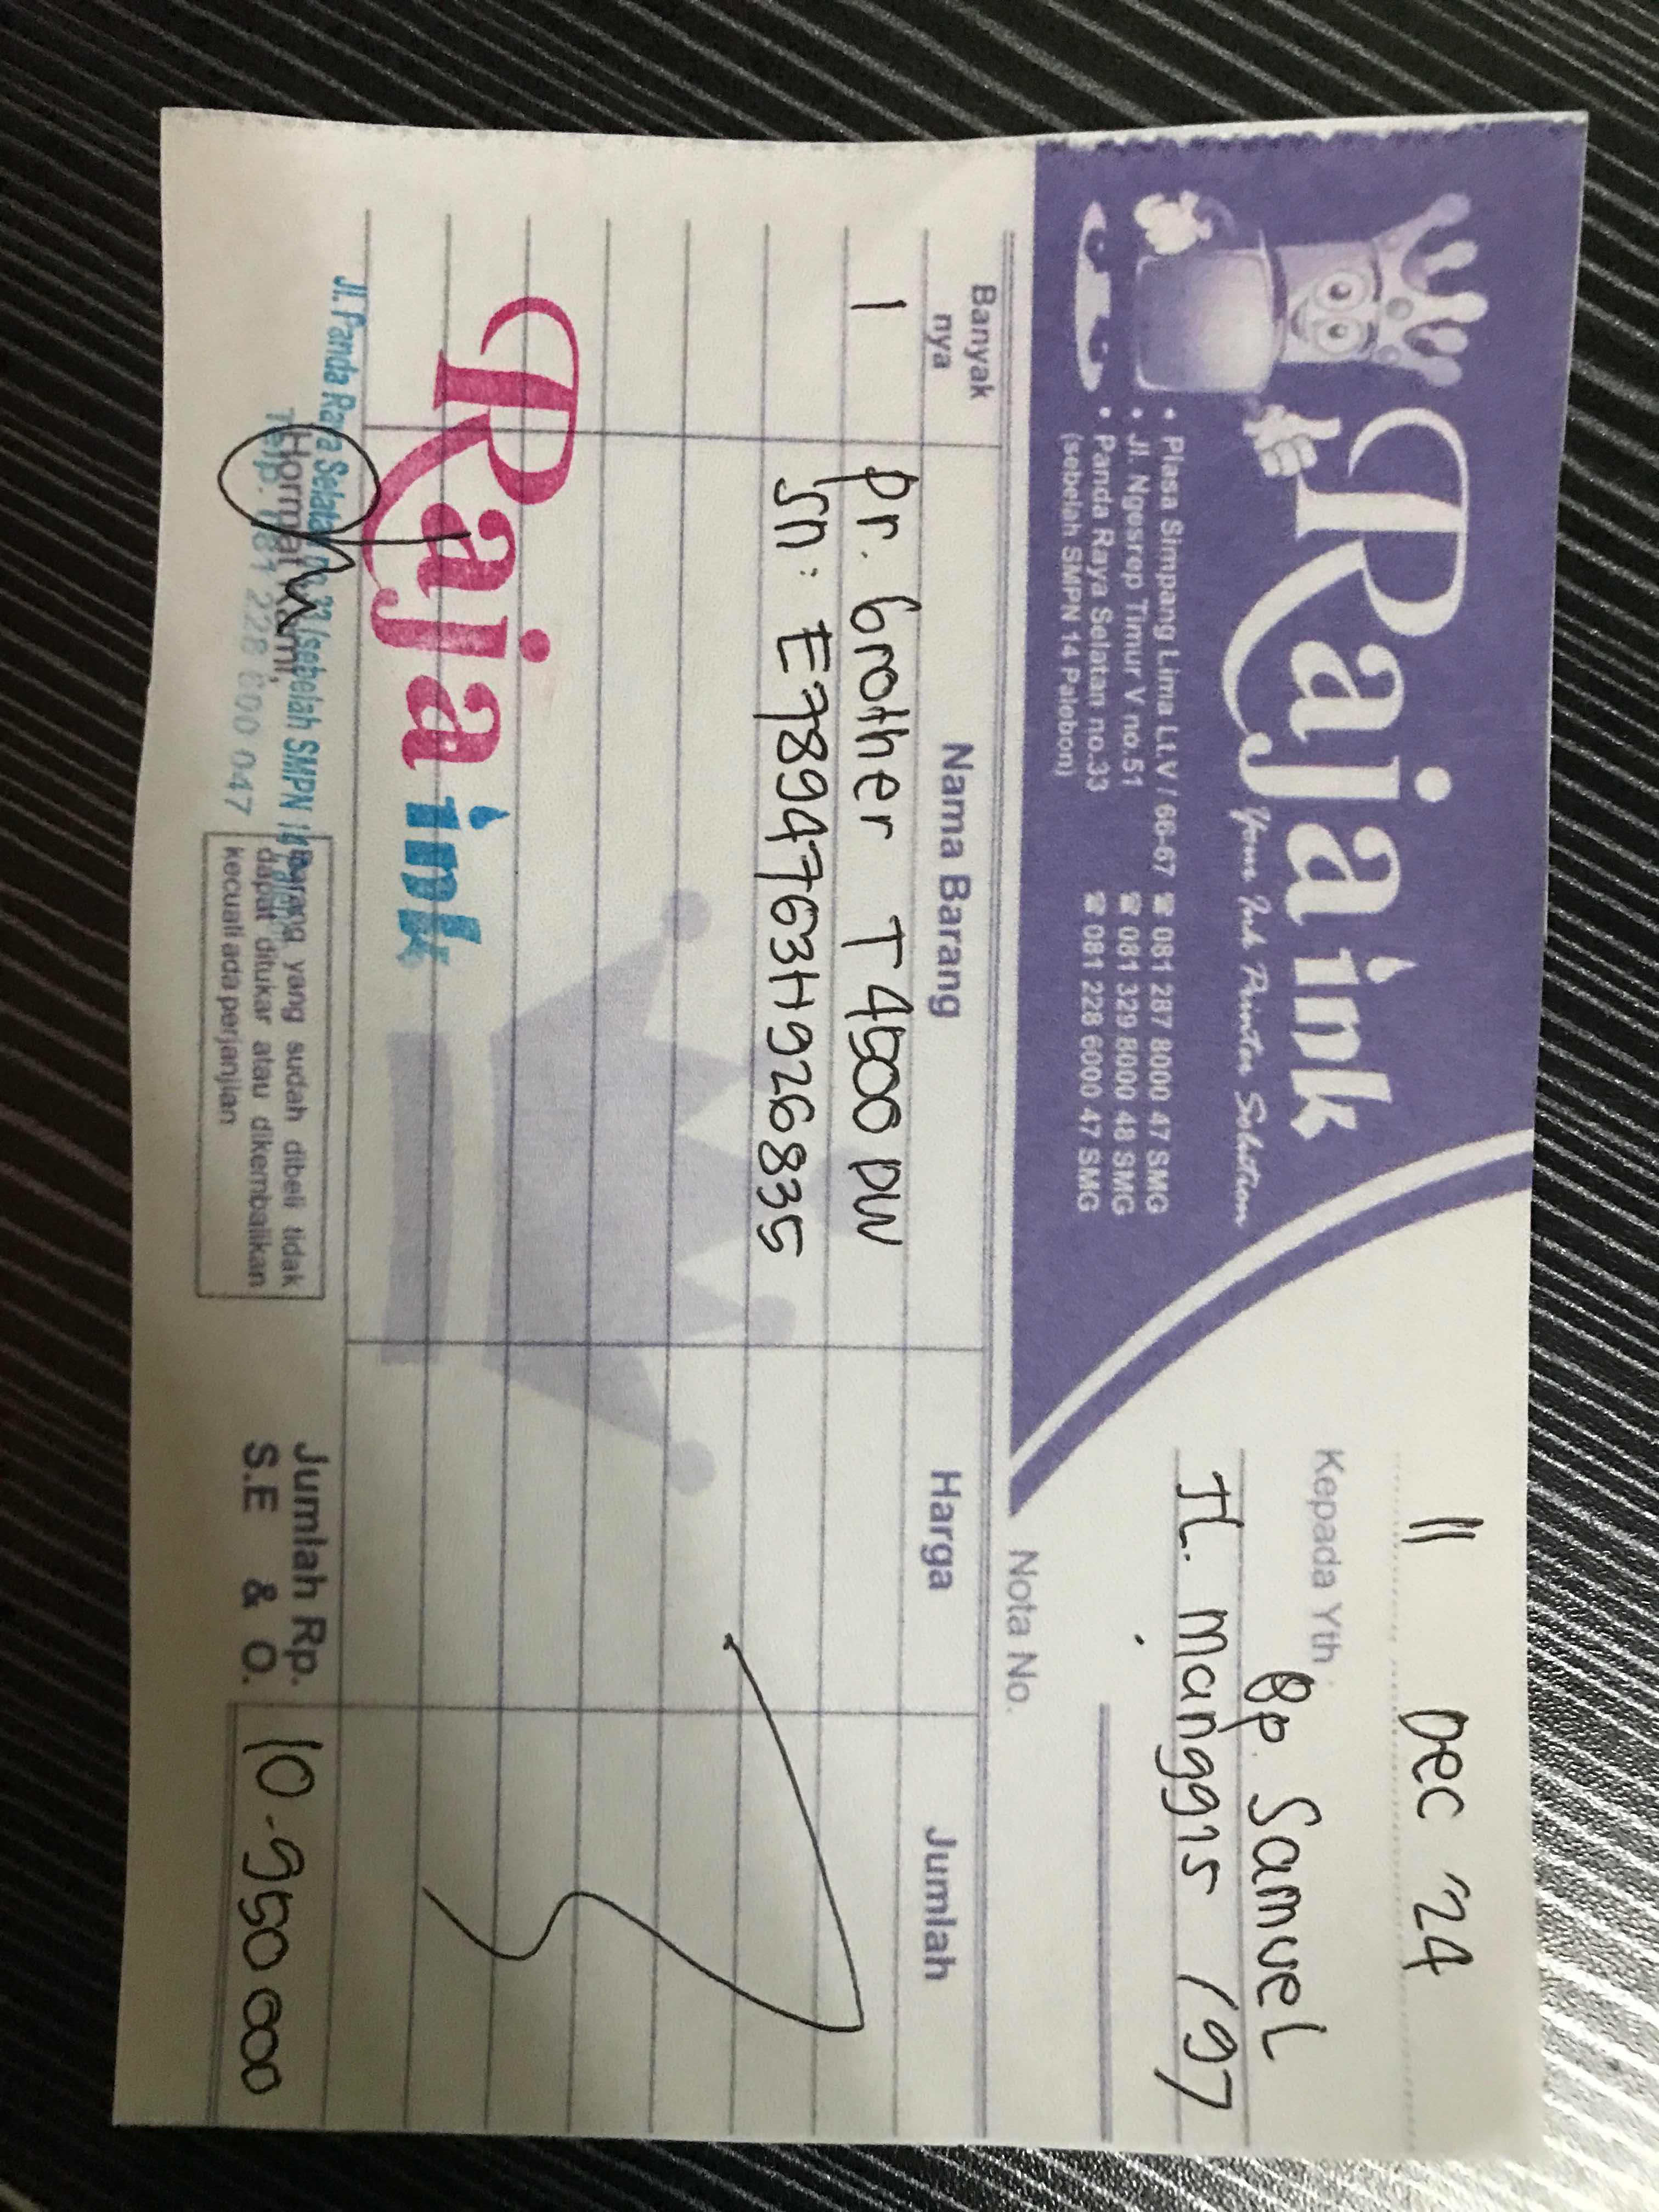 Raja ink
Your Ink Printer Solution
• Plasa Simpang Lima Lt.V / 66-67 ☎ 081 287 8000 47 SMG
• Jl. Ngesrep Timur V no.51 ☎ 081 329 8000 48 SMG
• Panda Raya Selatan no.33 ☎ 081 228 6000 47 SMG
(sebelah SMPN 14 Palebon)
11 Dec '24
Kepada Yth.
Bp. Samuel
JL. Manggis 197
Nota No.
Banyak nya Nama Barang Harga Jumlah
1 pr. brother T 4500 DW
sn : E78947G3H926835
Raja ink
Jl. Panda Raya Selatan no.33 (sebelah SMPN 14
Telp. 081 228 600 047
Hormat kami,
Barang yang sudah dibeli tidak
dapat ditukar atau dikembalikan
kecuali ada perjanjian
Jumlah Rp. 10.950 000
S.E & O.